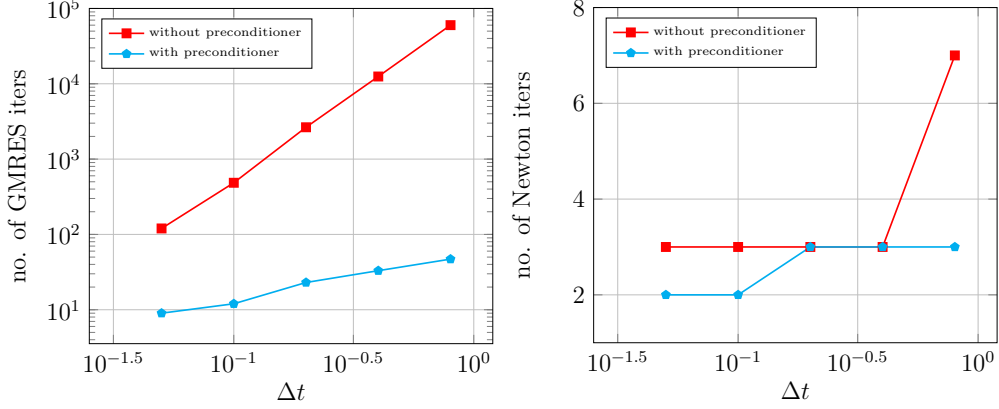 no. of GMRES iters
10^5
10^4
10^3
10^2
10^1
without preconditioner
with preconditioner
10^−1.5
10^−1
10^−0.5
10^0
Δt
no. of Newton iters
8
6
4
2
without preconditioner
with preconditioner
10^−1.5
10^−1
10^−0.5
10^0
Δt